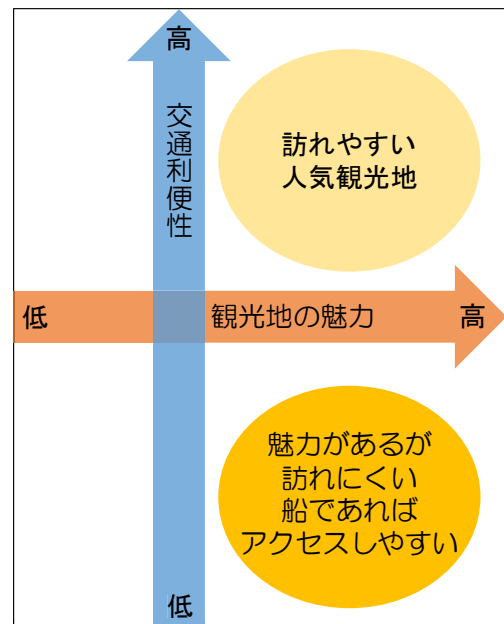 高
交通利便性
訪れやすい
人気観光地
低
観光地の魅力
高
魅力があるが
訪れにくい
船であれば
アクセスしやすい
低